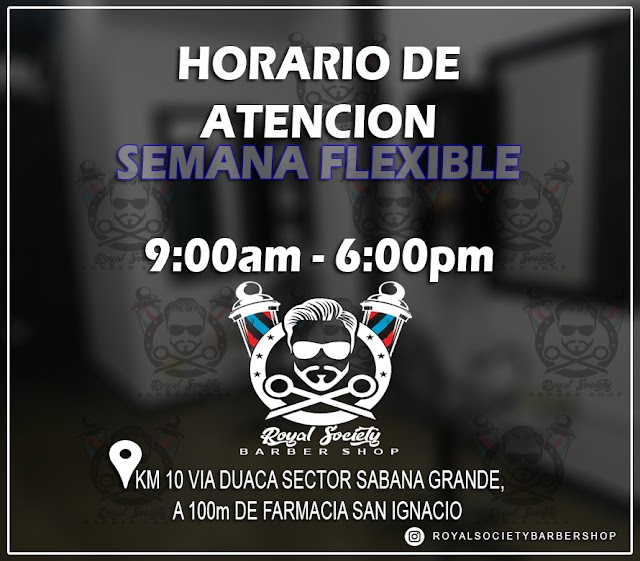 HORARIO DE
ATENCION
SEMANA FLEXIBLE
9:00am - 6:00pm
Royal Society
BARBER SHOP
KM 10 VIA DUACA SECTOR SABANA GRANDE,
A 100m DE FARMACIA SAN IGNACIO
ROYALSOCIETYBARBERSHOP